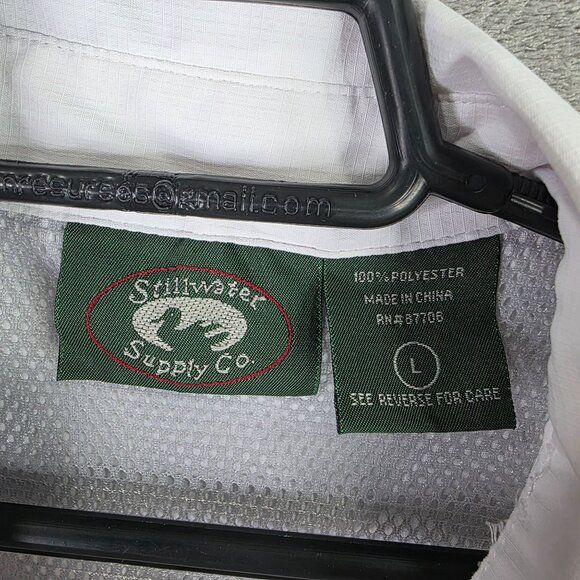 @gmail.com
Stillwater
Supply Co.
100% POLYESTER
MADE IN CHINA
RN#87706
L
SEE REVERSE FOR CARE